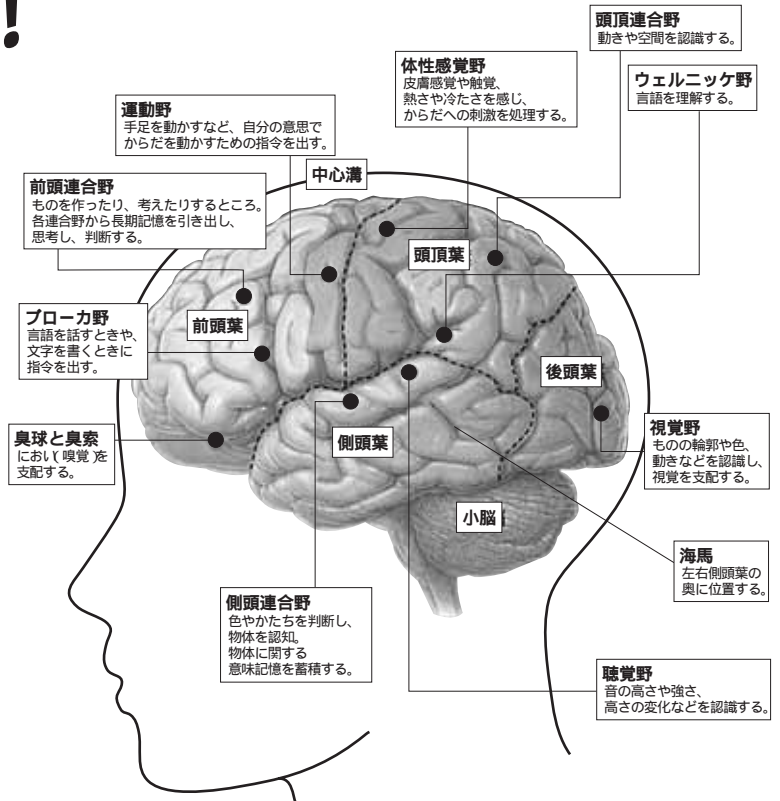 !
頭頂連合野
動きや空間を認識する。
体性感覚野
皮膚感覚や触覚、
熱さや冷たさを感じ、
からだへの刺激を処理する。
ウェルニッケ野
言語を理解する。
運動野
手足を動かすなど、自分の意思で
からだを動かすための指令を出す。
中心溝
前頭連合野
ものを作ったり、考えたりするところ。
各連合野から長期記憶を引き出し、
思考し、判断する。
頭頂葉
ブローカ野
言語を話すときや、
文字を書くときに
指令を出す。
前頭葉
後頭葉
臭球と臭索
におい(嗅覚)を
支配する。
側頭葉
視覚野
ものの輪郭や色、
動きなどを認識し、
視覚を支配する。
小脳
海馬
左右側頭葉の
奥に位置する。
側頭連合野
色やかたちを判断し、
物体を認知。
物体に関する
意味記憶を蓄積する。
聴覚野
音の高さや強さ、
高さの変化などを認識する。